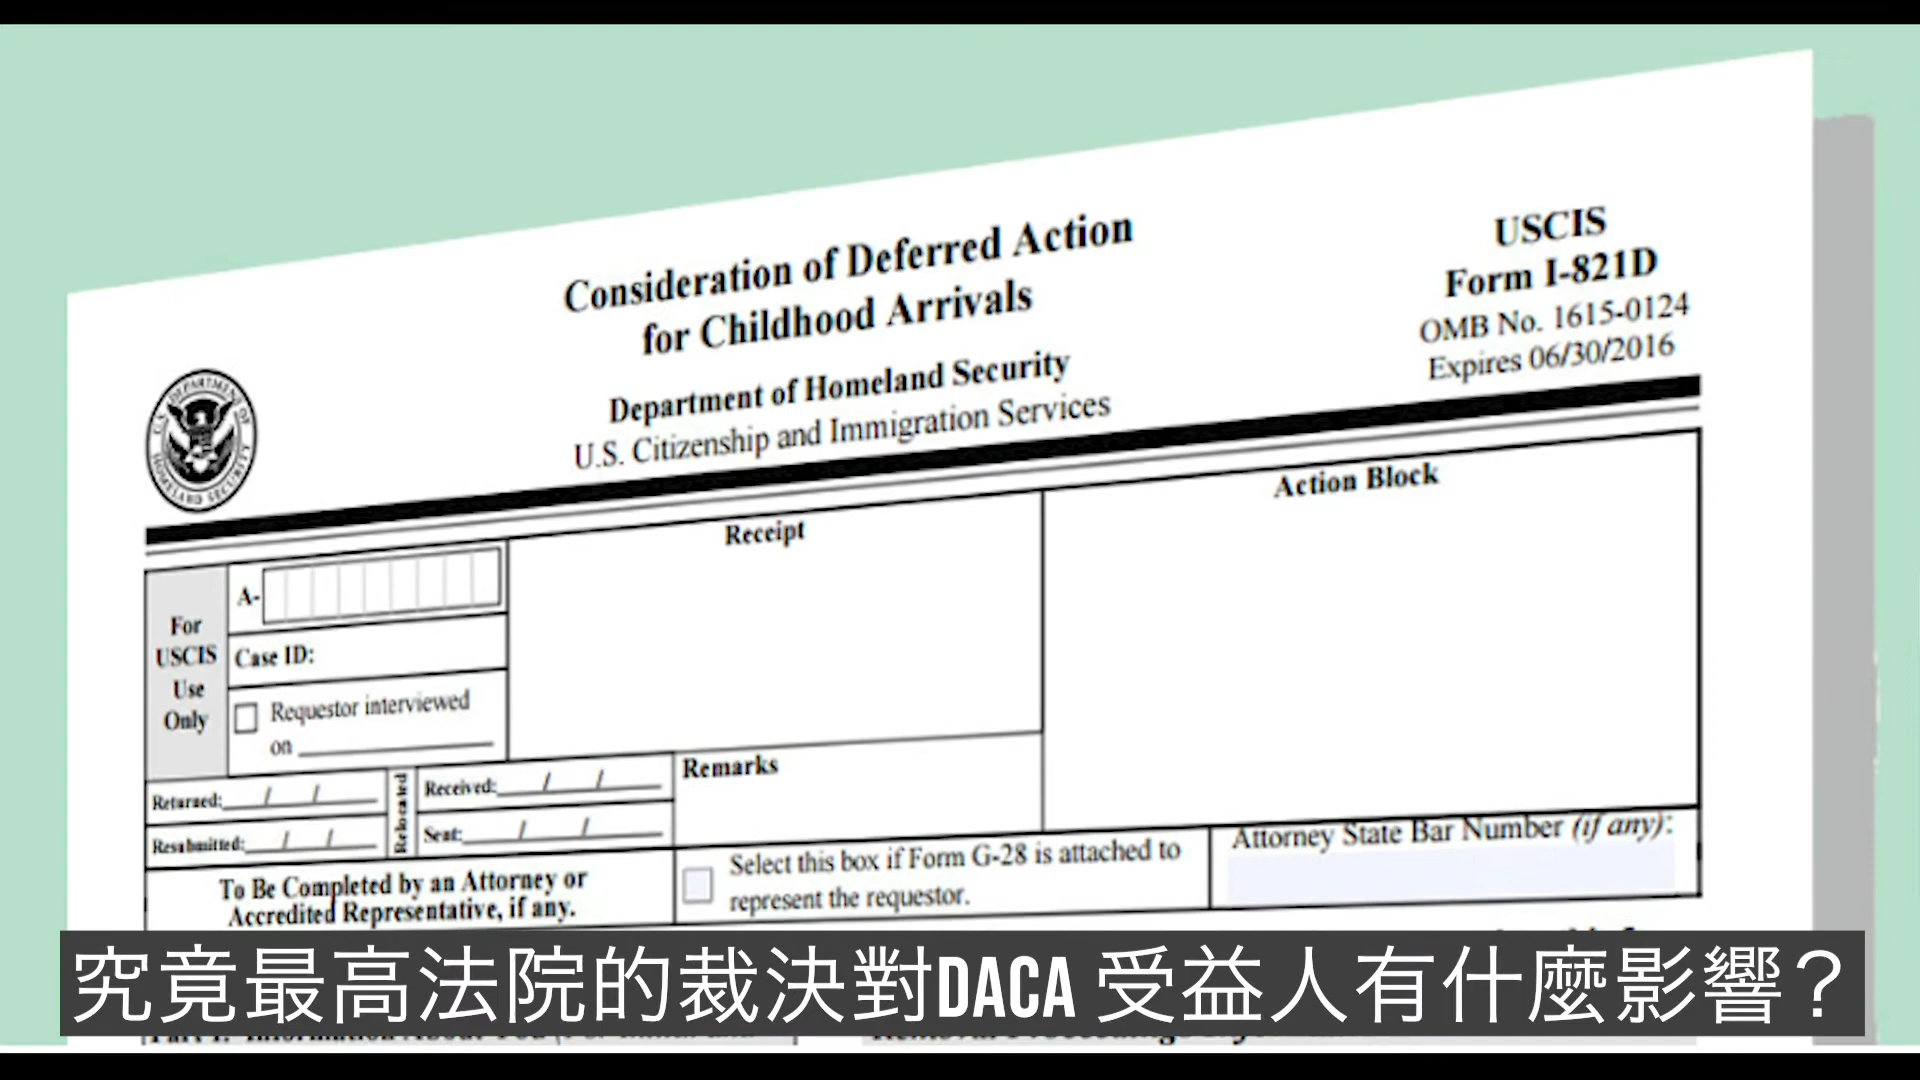 Consideration of Deferred Action
for Childhood Arrivals
Department of Homeland Security
U.S. Citizenship and Immigration Services
USCIS
Form I-821D
OMB No. 1615-0124
Expires 06/30/2016
U.S. DEPARTMENT OF HOMELAND SECURITY
For
USCIS
Use
Only
A-
Case ID:
Requestor interviewed
on
Receipt
Action Block
Returned: / /
Resubmitted: / /
Relocated
Received: / /
Sent: / /
Remarks
To Be Completed by an Attorney or
Accredited Representative, if any.
Select this box if Form G-28 is attached to
represent the requestor.
Attorney State Bar Number (if any):
究竟最高法院的裁決對DACA 受益人有什麼影響?